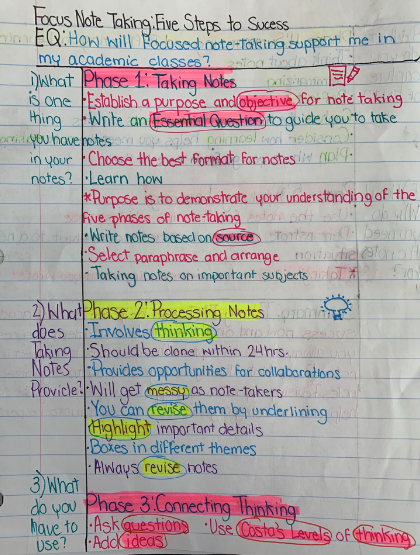 Focus Note Taking: Five Steps to Sucess
EQ: How will Focused note-taking support me in
my academic classes?
1) What
is one
thing
you have
in your
notes?
Phase 1: Taking Notes
• Establish a purpose and objective for note taking
• Write an Essential Question to guide you to take
notes
• Choose the best format for notes
• Learn how
*Purpose is to demonstrate your understanding of the
five phases of note-taking
• Write notes based on source
• Select paraphrase and arrange
• Taking notes on important subjects
2) What
does
Taking
Notes
Provicle?
Phase 2: Processing Notes
• Involves thinking
• Should be done within 24hrs.
• Provides opportunities for collaborations
• Will get messy as note-takers
• You can revise them by underlining
Highlight important details
• Boxes in different themes
• Always revise notes
3) What
do you
have to
use?
Phase 3: Connecting Thinking
• Ask questions • Use Costa's Levels of thinking
• Add ideas